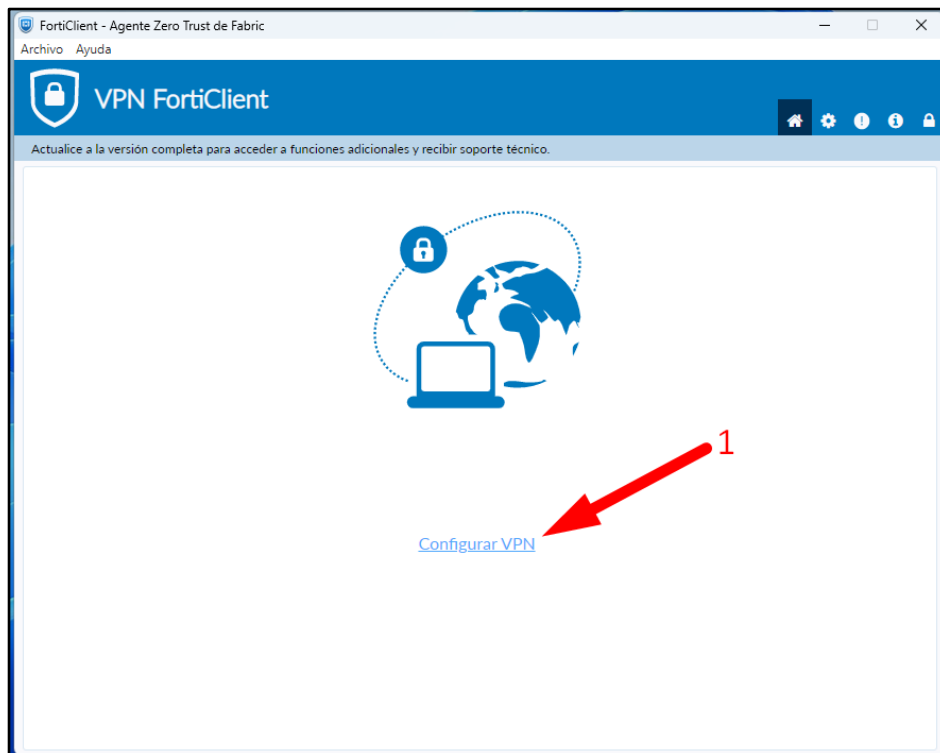 FortiClient - Agente Zero Trust de Fabric
Archivo Ayuda
VPN FortiClient
Actualice a la versión completa para acceder a funciones adicionales y recibir soporte técnico.
1
Configurar VPN